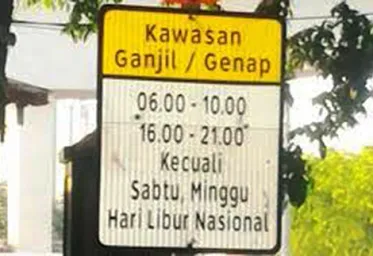 Kawasan
Ganjil / Genap
06.00 - 10.00
16.00 - 21.00
Kecuali
Sabtu, Minggu
Hari Libur Nasional